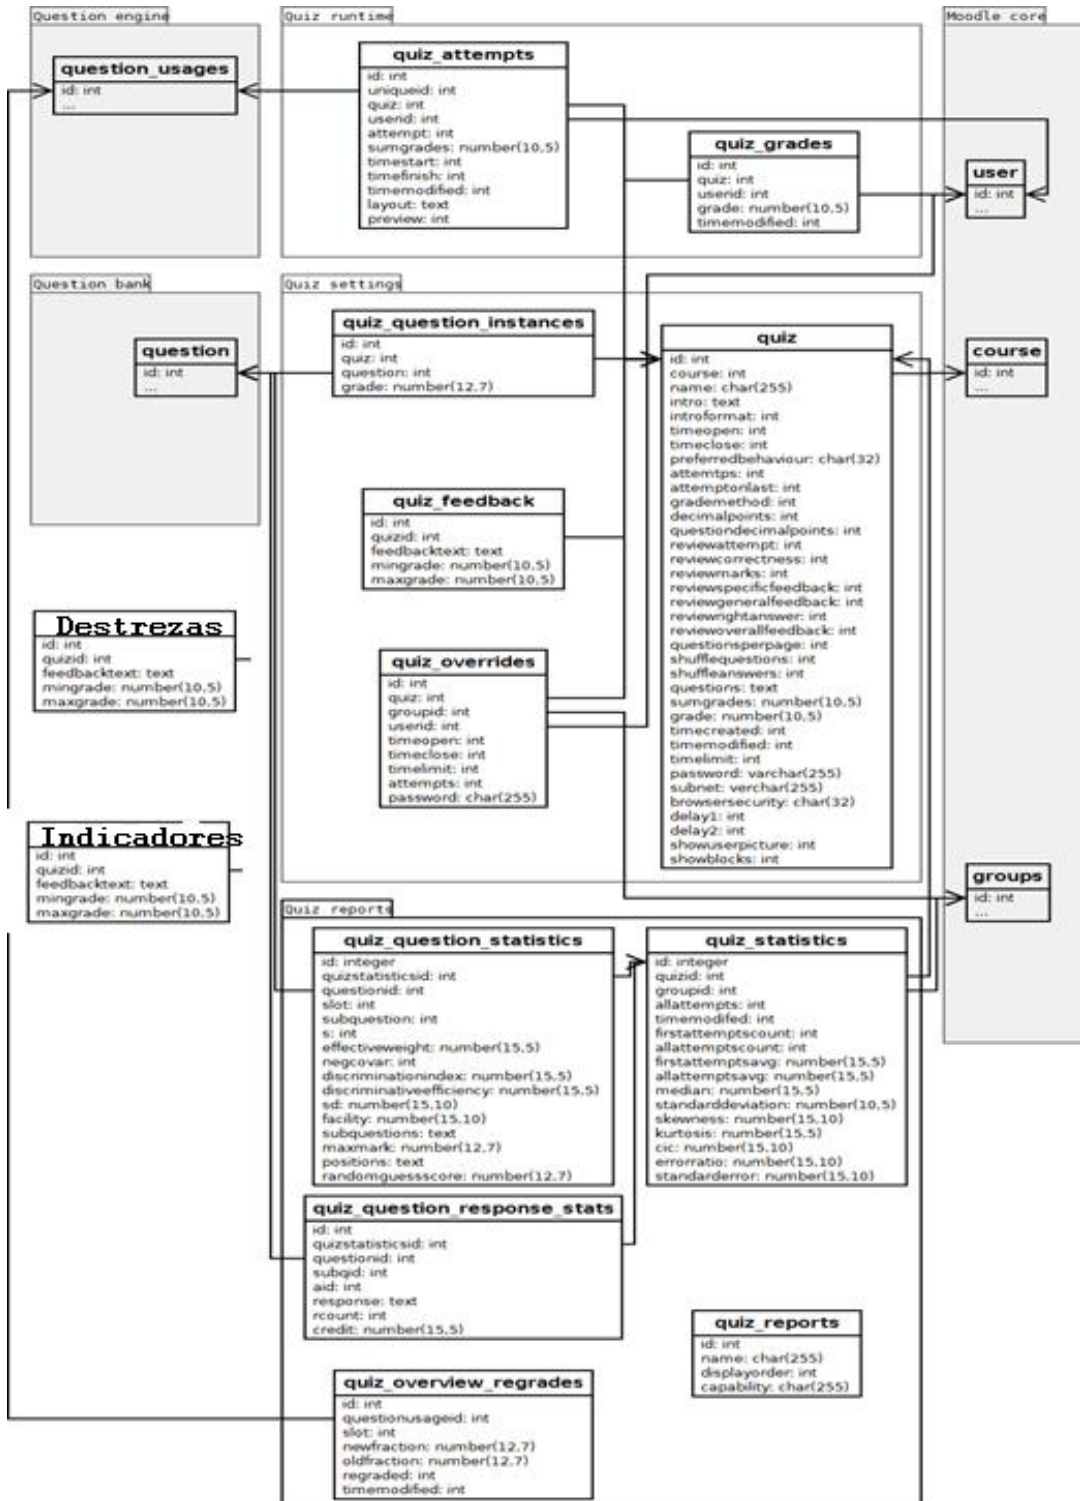 Question engine
question_usages
id: int
...
Quiz runtime
quiz_attempts
id: int
uniqueid: int
quiz: int
userid: int
attempt: int
sumgrades: number(10,5)
timestart: int
timefinish: int
timemodified: int
layout: text
preview: int
quiz_grades
id: int
quiz: int
userid: int
grade: number(10,5)
timemodified: int
Moodle core
user
id: int
...
course
id: int
...
groups
id: int
...
Question bank
question
id: int
...
Quiz settings
quiz_question_instances
id: int
quiz: int
question: int
grade: number(12,7)
quiz_feedback
id: int
quizid: int
feedbacktext: text
mingrade: number(10,5)
maxgrade: number(10,5)
quiz_overrides
id: int
quiz: int
groupid: int
userid: int
timeopen: int
timeclose: int
timelimit: int
attempts: int
password: char(255)
quiz
id: int
course: int
name: char(255)
intro: text
introformat: int
timeopen: int
timeclose: int
preferredbehaviour: char(32)
attemtps: int
attemptonlast: int
grademethod: int
decimalpoints: int
questiondecimalpoints: int
reviewattempt: int
reviewcorrectness: int
reviewmarks: int
reviewspecificfeedback: int
reviewgeneralfeedback: int
reviewrightanswer: int
reviewoverallfeedback: int
questionsperpage: int
shufflequestions: int
shuffleanswers: int
questions: text
sumgrades: number(10,5)
grade: number(10,5)
timecreated: int
timemodified: int
timelimit: int
password: varchar(255)
subnet: verchar(255)
browsersecurity: char(32)
delay1: int
delay2: int
showuserpicture: int
showblocks: int
Destrezas
id: int
quizid: int
feedbacktext: text
mingrade: number(10,5)
maxgrade: number(10,5)
Indicadores
id: int
quizid: int
feedbacktext: text
mingrade: number(10,5)
maxgrade: number(10,5)
Quiz reports
quiz_question_statistics
id: integer
quizstatisticsid: int
questionid: int
slot: int
subquestion: int
s: int
effectiveweight: number(15,5)
negcovar: int
discriminationindex: number(15,5)
discriminativeefficiency: number(15,5)
sd: number(15,10)
facility: number(15,10)
subquestions: text
maxmark: number(12,7)
positions: text
randomguessscore: number(12,7)
quiz_statistics
id: integer
quizid: int
groupid: int
allattempts: int
timemodifed: int
firstattemptscount: int
allattemptscount: int
firstattemptsavg: number(15,5)
allattemptsavg: number(15,5)
median: number(15,5)
standarddeviation: number(10,5)
skewness: number(15,10)
kurtosis: number(15,5)
cic: number(15,10)
errorratio: number(15,10)
standarderror: number(15,10)
quiz_question_response_stats
id: int
quizstatisticsid: int
questionid: int
subqid: int
aid: int
response: text
rcount: int
credit: number(15,5)
quiz_reports
id: int
name: char(255)
displayorder: int
capability: char(255)
quiz_overview_regrades
id: int
questionusageid: int
slot: int
newfraction: number(12,7)
oldfraction: number(12,7)
regraded: int
timemodified: int